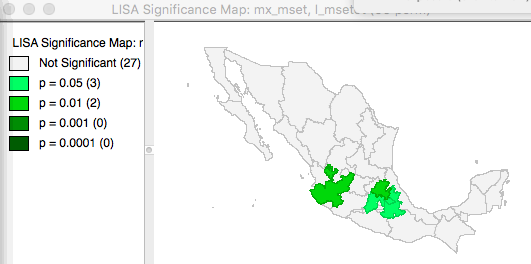 LISA Significance Map: mx_mset, I_mset
LISA Significance Map: r
Not Significant (27)
p = 0.05 (3)
p = 0.01 (2)
p = 0.001 (0)
p = 0.0001 (0)